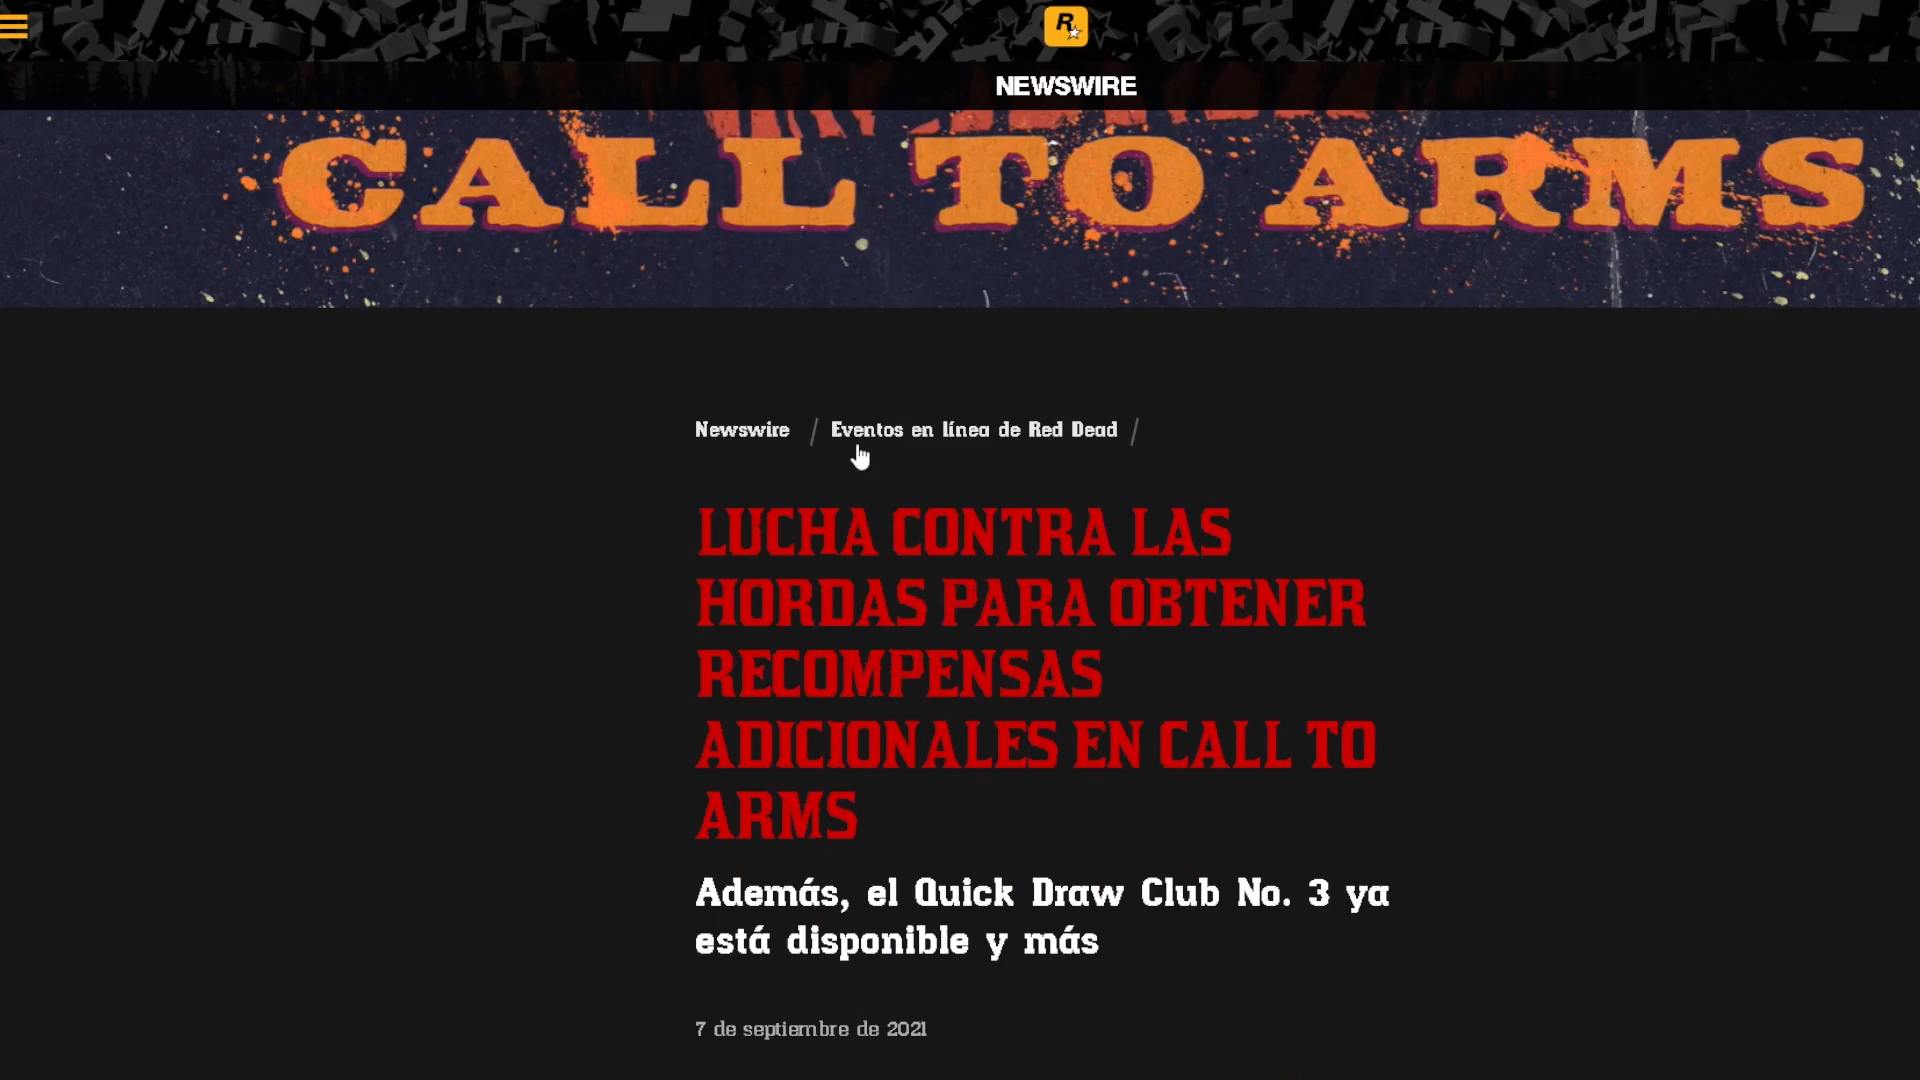 R
NEWSWIRE
CALL TO ARMS
Newswire / Eventos en línea de Red Dead /
LUCHA CONTRA LAS
HORDAS PARA OBTENER
RECOMPENSAS
ADICIONALES EN CALL TO
ARMS
Además, el Quick Draw Club No. 3 ya
está disponible y más
7 de septiembre de 2021